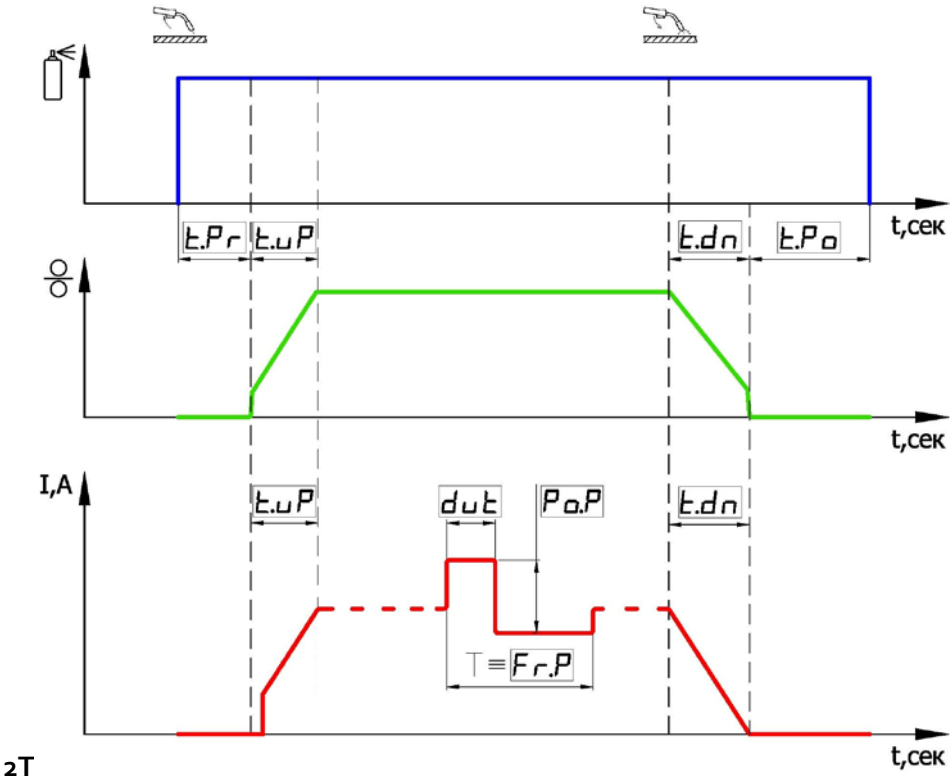 t,сек
t.Pr t.uP t.dn t.Po
t,сек
I,A
t.uP dut Po.P t.dn
T ≡ Fr.P
t,сек
2T